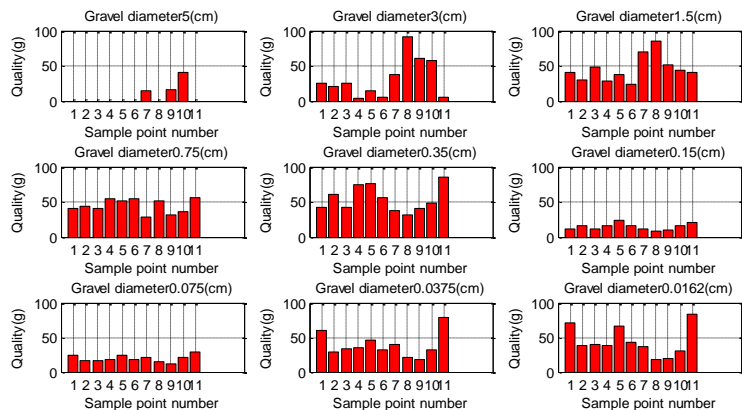 Gravel diameter5(cm)
Quality(g)
100
50
0
1 2 3 4 5 6 7 8 9 10 11
Sample point number
Gravel diameter3(cm)
Quality(g)
100
50
0
1 2 3 4 5 6 7 8 9 10 11
Sample point number
Gravel diameter1.5(cm)
Quality(g)
100
50
0
1 2 3 4 5 6 7 8 9 10 11
Sample point number
Gravel diameter0.75(cm)
Quality(g)
100
50
0
1 2 3 4 5 6 7 8 9 10 11
Sample point number
Gravel diameter0.35(cm)
Quality(g)
100
50
0
1 2 3 4 5 6 7 8 9 10 11
Sample point number
Gravel diameter0.15(cm)
Quality(g)
100
50
0
1 2 3 4 5 6 7 8 9 10 11
Sample point number
Gravel diameter0.075(cm)
Quality(g)
100
50
0
1 2 3 4 5 6 7 8 9 10 11
Sample point number
Gravel diameter0.0375(cm)
Quality(g)
100
50
0
1 2 3 4 5 6 7 8 9 10 11
Sample point number
Gravel diameter0.0162(cm)
Quality(g)
100
50
0
1 2 3 4 5 6 7 8 9 10 11
Sample point number